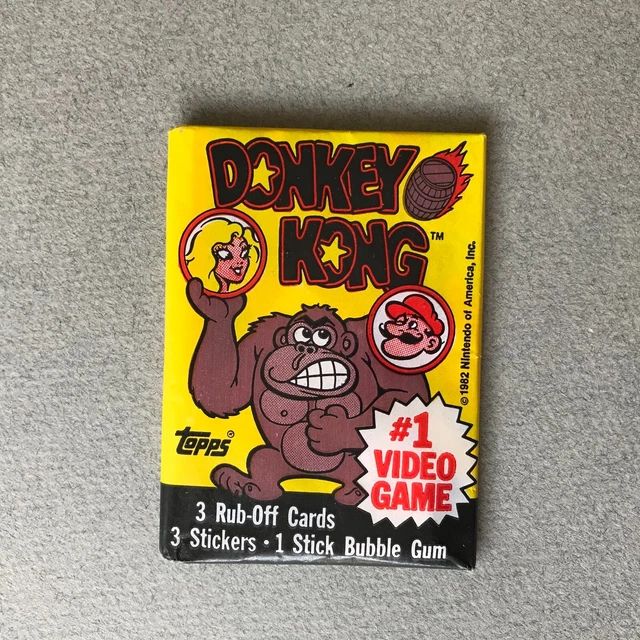 DONKEY
KONG™
©1982 Nintendo of America, Inc.
topps®
#1
VIDEO
GAME
3 Rub-Off Cards
3 Stickers • 1 Stick Bubble Gum